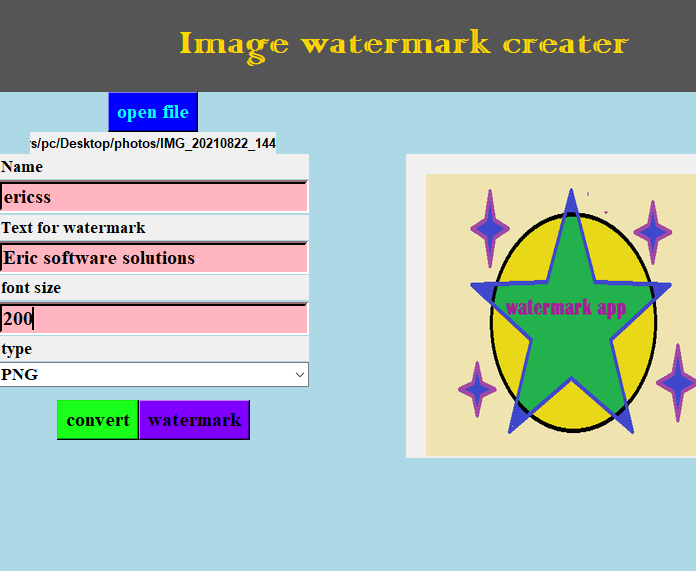 Image watermark creater
open file
s/pc/Desktop/photos/IMG_20210822_144
Name
ericss
Text for watermark
Eric software solutions
font size
200
type
PNG
convert watermark
watermark app